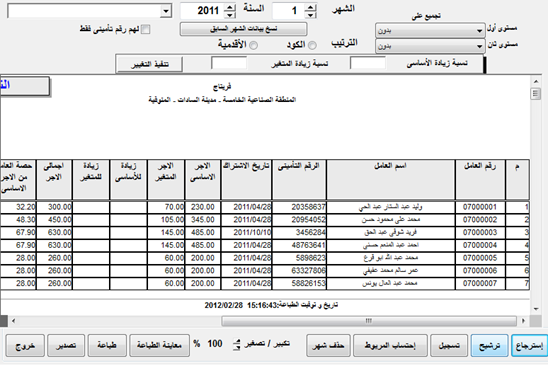 تجميع على
الشهر 1 السنة 2011
مستوى أول بدون
نسخ بيانات الشهر السابق
لهم رقم تأمينى فقط
مستوى ثان بدون
الترتيب الكود الأقدمية
نسبة زيادة الأساسى نسبة زيادة المتغير تنفيذ التغيير
فريتاج
المنطقة الصناعية الخامسة - مدينة السادات - المنوفية
م رقم العامل اسم العامل الرقم التأمينى تاريخ الاشتراك الاجر الاساسى الاجر المتغير زيادة للأساسى زيادة للمتغير اجمالى الاجر حصة العامل من الاجر الاساسى
1 07000001 وليد عبد الستار عبد الحي 20358637 2011/04/28 230.00 70.00 300.00 32.20
2 07000002 محمد على محمود حسن 20954052 2011/04/28 345.00 105.00 450.00 48.30
3 07000003 فريد شوقي عبد الحق 3456284 2011/10/10 485.00 145.00 630.00 67.90
4 07000004 احمد عبد المنعم حسنى 48763641 2011/04/28 485.00 145.00 630.00 67.90
5 07000005 محمد عبد الله ابو قرع 5898623 2011/04/28 200.00 60.00 260.00 28.00
6 07000006 عمر سالم محمد عفيفي 63327806 2011/04/28 200.00 60.00 260.00 28.00
7 07000007 محمد عبد العال يونس 58826153 2011/04/28 200.00 60.00 260.00 28.00
تاريخ و توقيت الطباعة:15:16:43 2012/02/28
إسترجاع ترشيح تسجيل إحتساب المربوط حذف شهر تكبير / تصغير 100 % معاينة الطباعة طباعة تصدير خروج